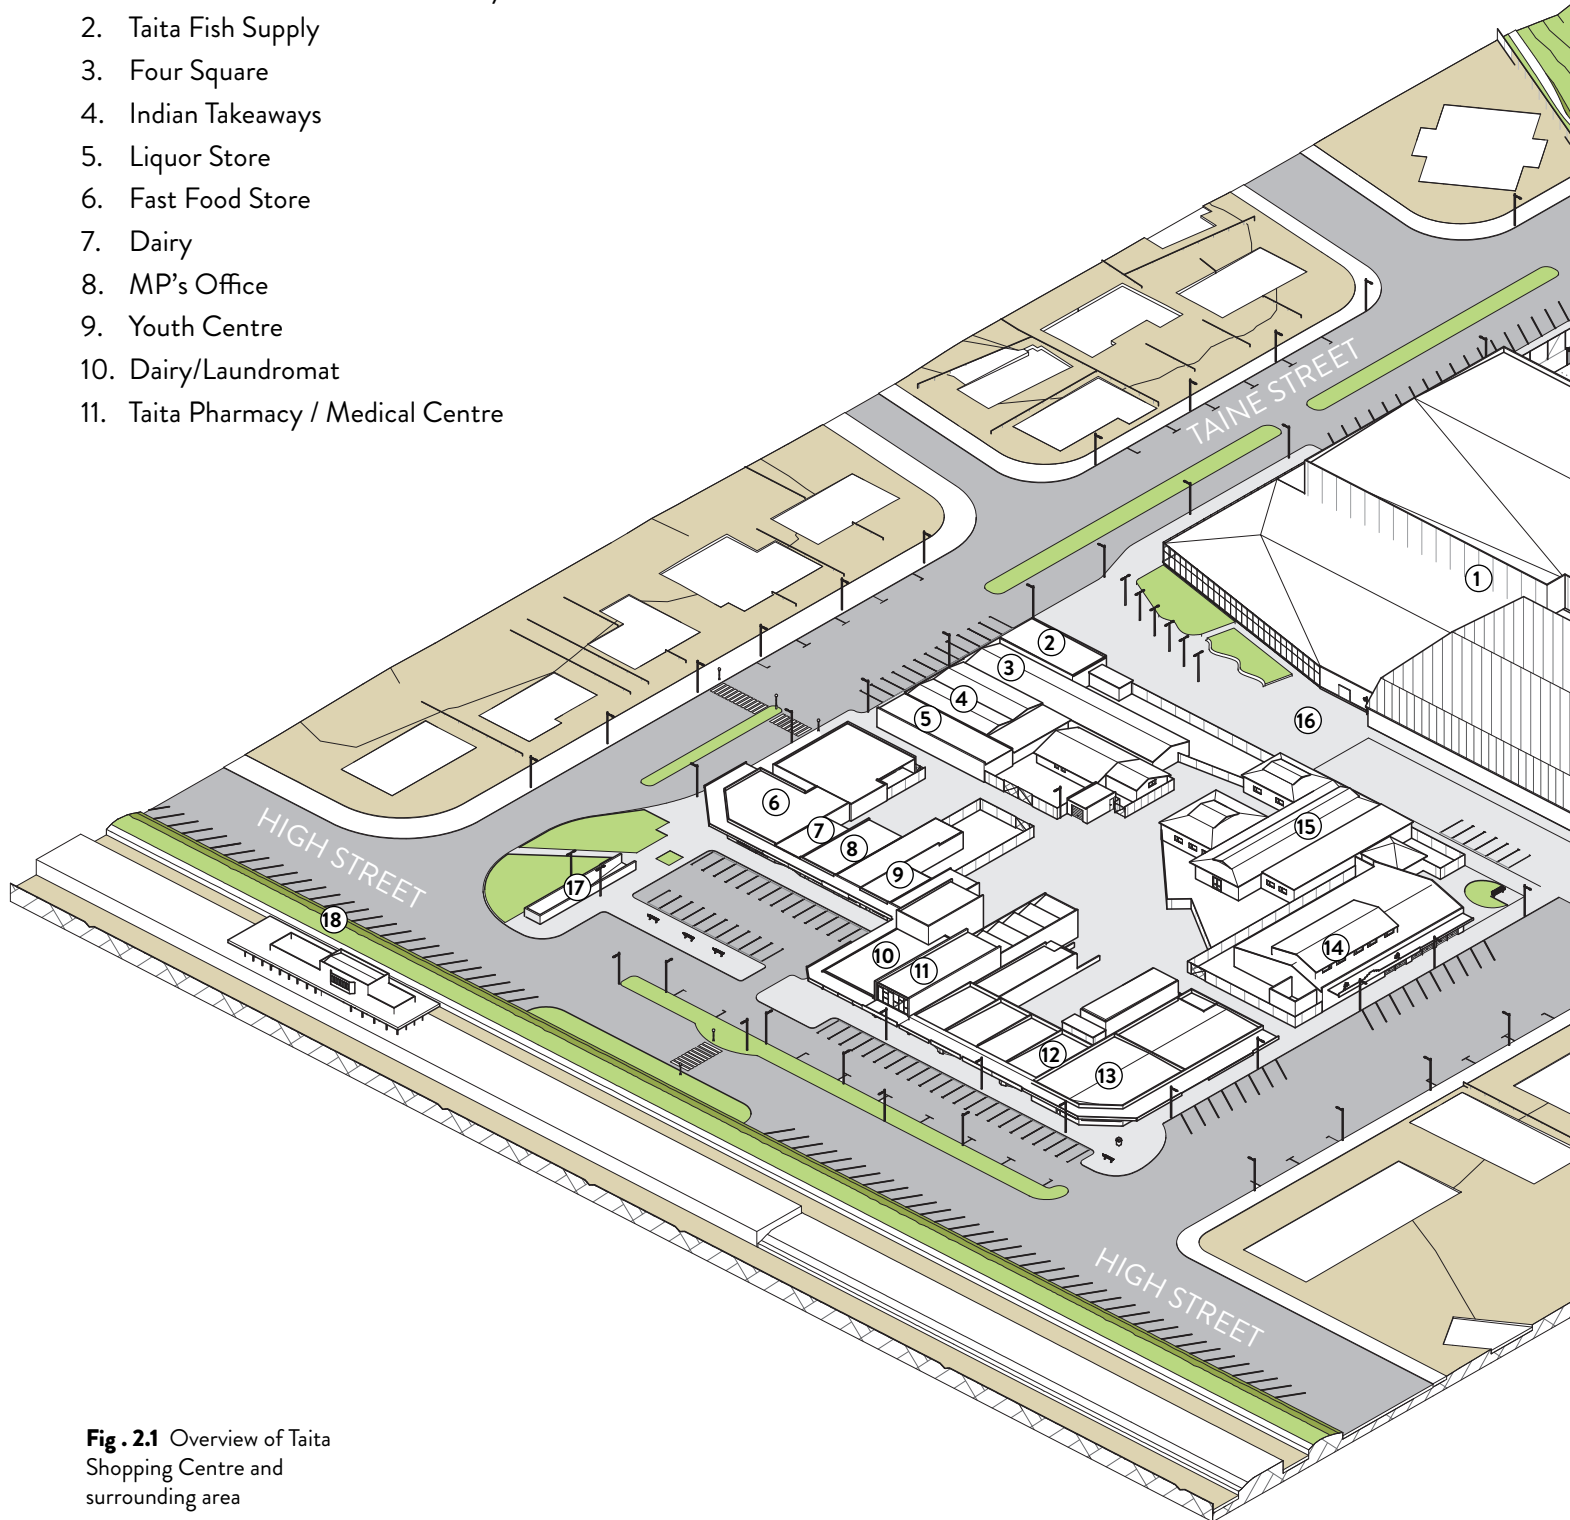 2. Taita Fish Supply
3. Four Square
4. Indian Takeaways
5. Liquor Store
6. Fast Food Store
7. Dairy
8. MP's Office
9. Youth Centre
10. Dairy/Laundromat
11. Taita Pharmacy / Medical Centre
TAINE STREET
1
2
3
4
5
16
6
7
8
9
15
HIGH STREET
17
18
10
11
14
12
13
HIGH STREET
Fig . 2.1 Overview of Taita
Shopping Centre and
surrounding area